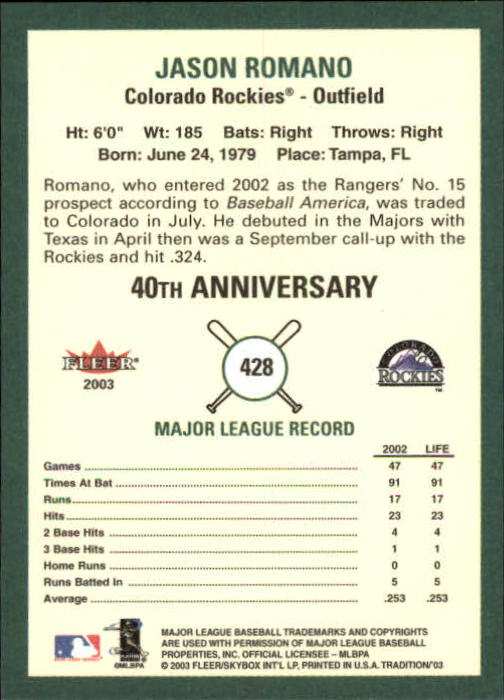 JASON ROMANO
Colorado Rockies® - Outfield
Ht: 6'0" Wt: 185 Bats: Right Throws: Right
Born: June 24, 1979 Place: Tampa, FL
Romano, who entered 2002 as the Rangers' No. 15
prospect according to Baseball America, was traded
to Colorado in July. He debuted in the Majors with
Texas in April then was a September call-up with the
Rockies and hit .324.
40TH ANNIVERSARY
FLEER®
2003
428
COLORADO
ROCKIES
TM
MAJOR LEAGUE RECORD
2002 LIFE
Games 47 47
Times At Bat 91 91
Runs 17 17
Hits 23 23
2 Base Hits 4 4
3 Base Hits 1 1
Home Runs 0 0
Runs Batted In 5 5
Average .253 .253
©MLBPA
MAJOR LEAGUE BASEBALL TRADEMARKS AND COPYRIGHTS
ARE USED WITH PERMISSION OF MAJOR LEAGUE BASEBALL
PROPERTIES, INC. OFFICIAL LICENSEE – MLBPA
© 2003 FLEER/SKYBOX INT'L LP, PRINTED IN U.S.A. TRADITION'03